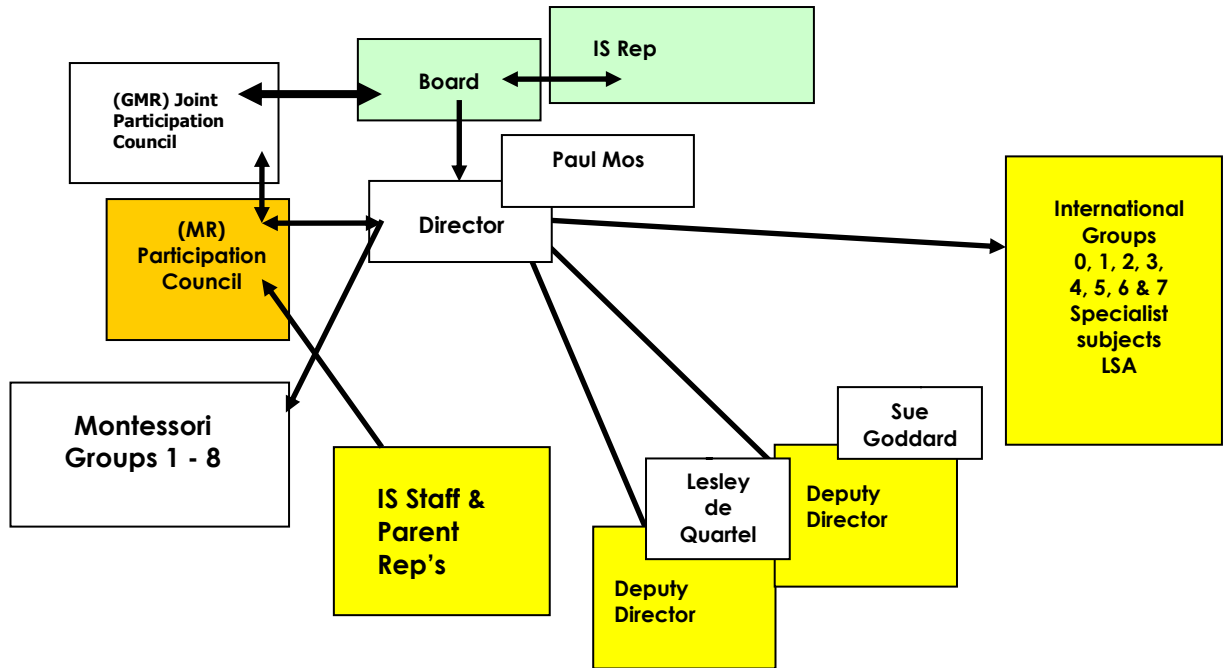 IS Rep
Board
(GMR) Joint
Participation
Council
Paul Mos
Director
(MR)
Participation
Council
International
Groups
0, 1, 2, 3,
4, 5, 6 & 7
Specialist
subjects
LSA
Montessori
Groups 1 - 8
IS Staff &
Parent
Rep’s
Sue
Goddard
Deputy
Director
Lesley
de
Quartel
Deputy
Director